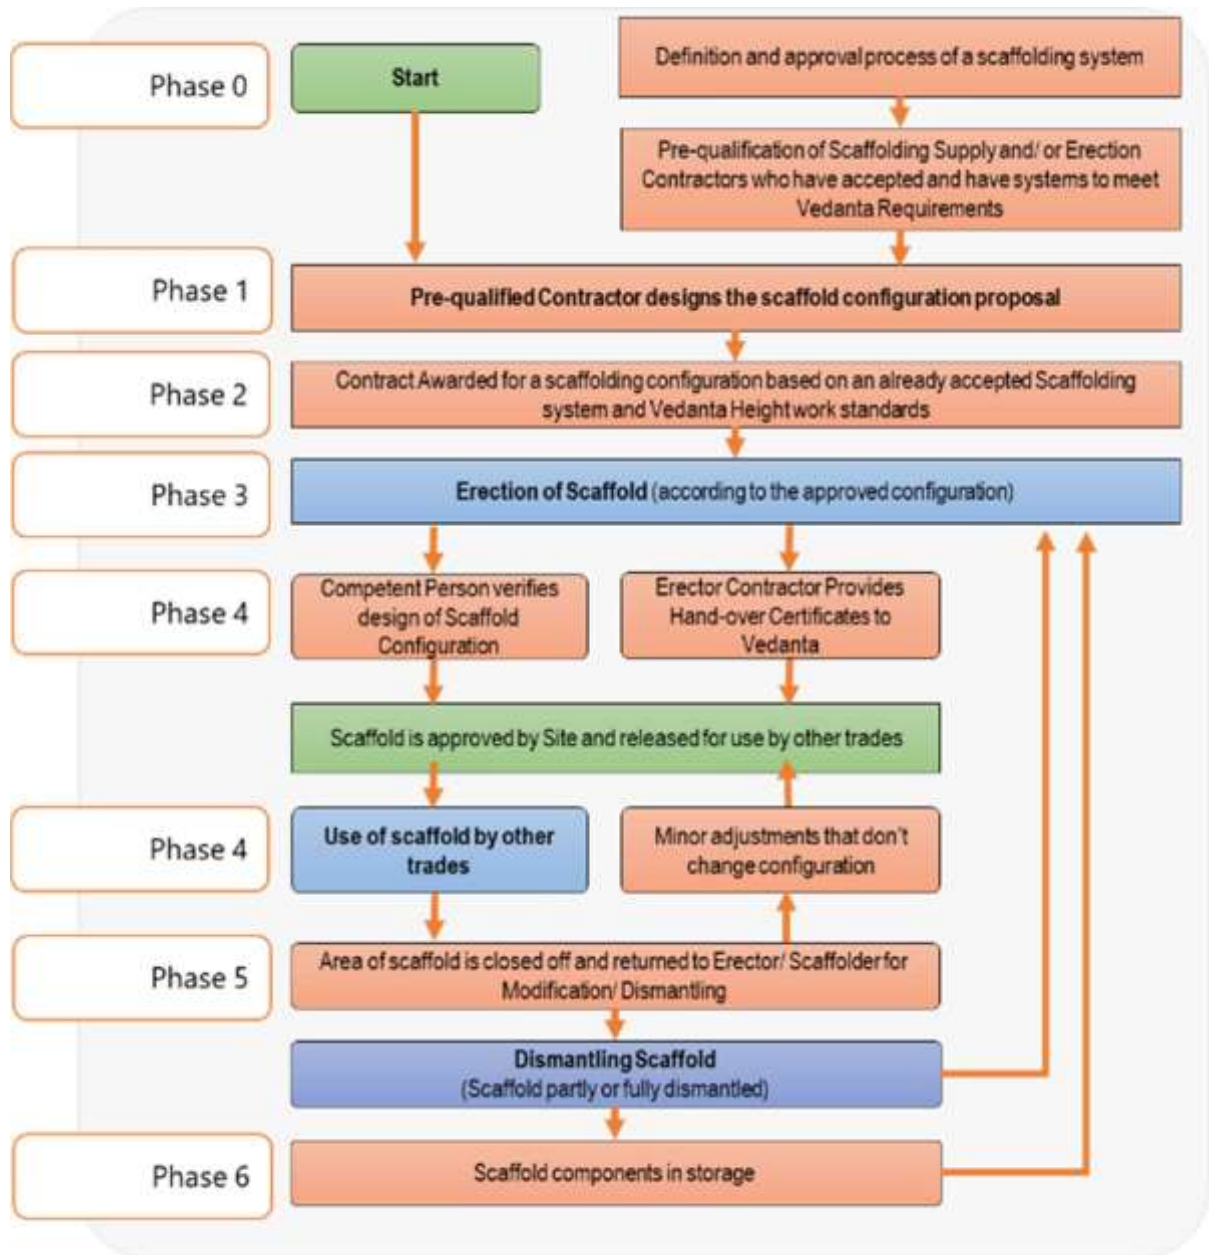 Phase 0
Start
Definition and approval process of a scaffolding system
Pre-qualification of Scaffolding Supply and/ or Erection
Contractors who have accepted and have systems to meet
Vedanta Requirements
Phase 1
Pre-qualified Contractor designs the scaffold configuration proposal
Phase 2
Contract Awarded for a scaffolding configuration based on an already accepted Scaffolding
system and Vedanta Height work standards
Phase 3
Erection of Scaffold (according to the approved configuration)
Phase 4
Competent Person verifies
design of Scaffold
Configuration
Erector Contractor Provides
Hand-over Certificates to
Vedanta
Scaffold is approved by Site and released for use by other trades
Phase 4
Use of scaffold by other
trades
Minor adjustments that don't
change configuration
Phase 5
Area of scaffold is closed off and returned to Erector/ Scaffolder for
Modification/ Dismantling
Dismantling Scaffold
(Scaffold partly or fully dismantled)
Phase 6
Scaffold components in storage